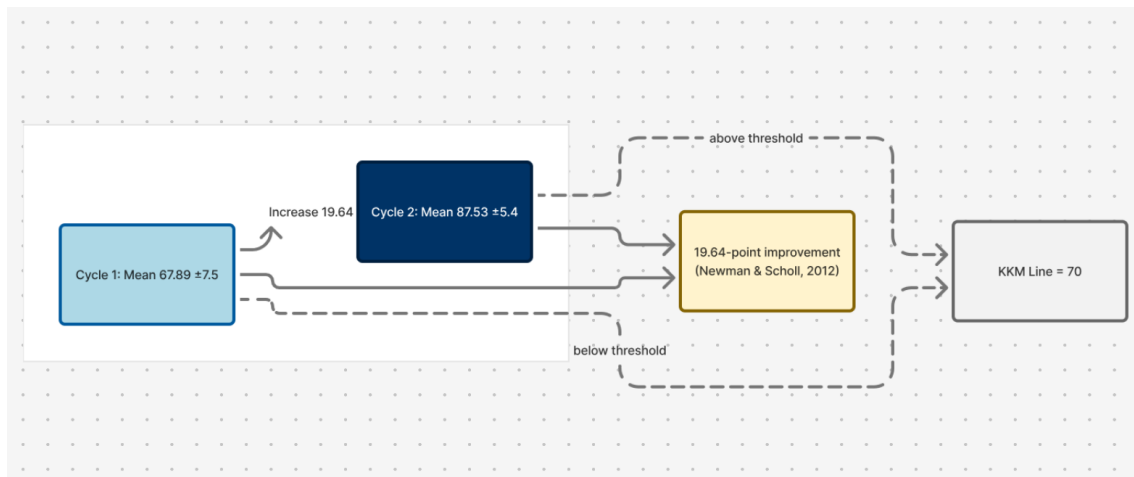 above threshold
Increase 19.64
Cycle 2: Mean 87.53 ±5.4
Cycle 1: Mean 67.89 ±7.5
19.64-point improvement
(Newman & Scholl, 2012)
KKM Line = 70
below threshold